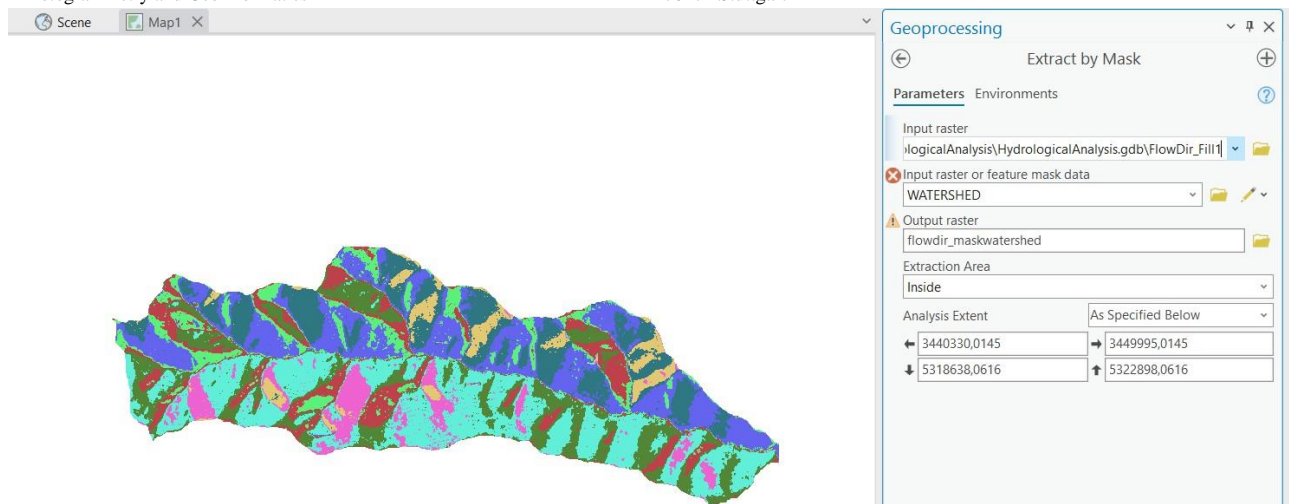 Scene
Map1
Geoprocessing
Extract by Mask
Parameters Environments
Input raster
ologicalAnalysis\HydrologicalAnalysis.gdb\FlowDir_Fill1
Input raster or feature mask data
WATERSHED
Output raster
flowdir_maskwatershed
Extraction Area
Inside
Analysis Extent
As Specified Below
3440330,0145
3449995,0145
5318638,0616
5322898,0616